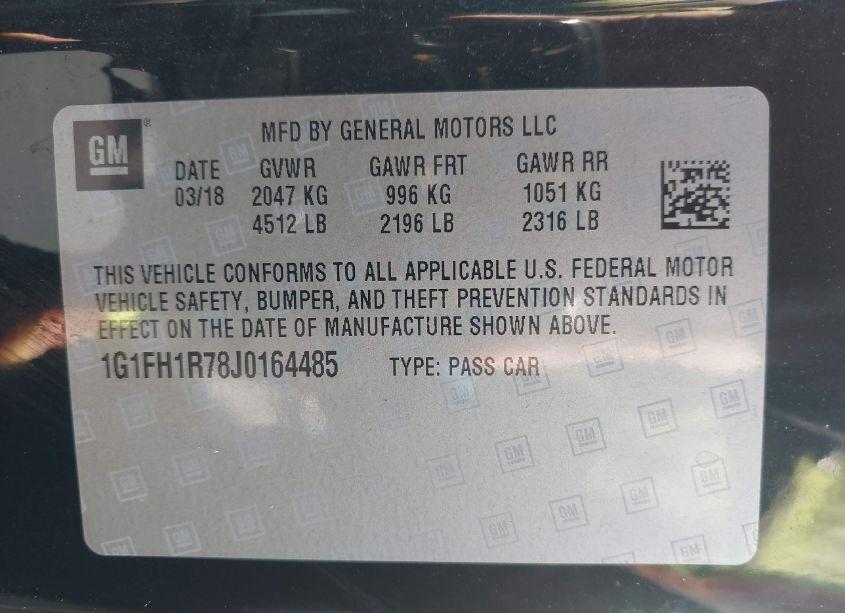 GM
MFD BY GENERAL MOTORS LLC
DATE GVWR GAWR FRT GAWR RR
03/18 2047 KG 996 KG 1051 KG
4512 LB 2196 LB 2316 LB
THIS VEHICLE CONFORMS TO ALL APPLICABLE U.S. FEDERAL MOTOR
VEHICLE SAFETY, BUMPER, AND THEFT PREVENTION STANDARDS IN
EFFECT ON THE DATE OF MANUFACTURE SHOWN ABOVE.
1G1FH1R78J0164485 TYPE: PASS CAR